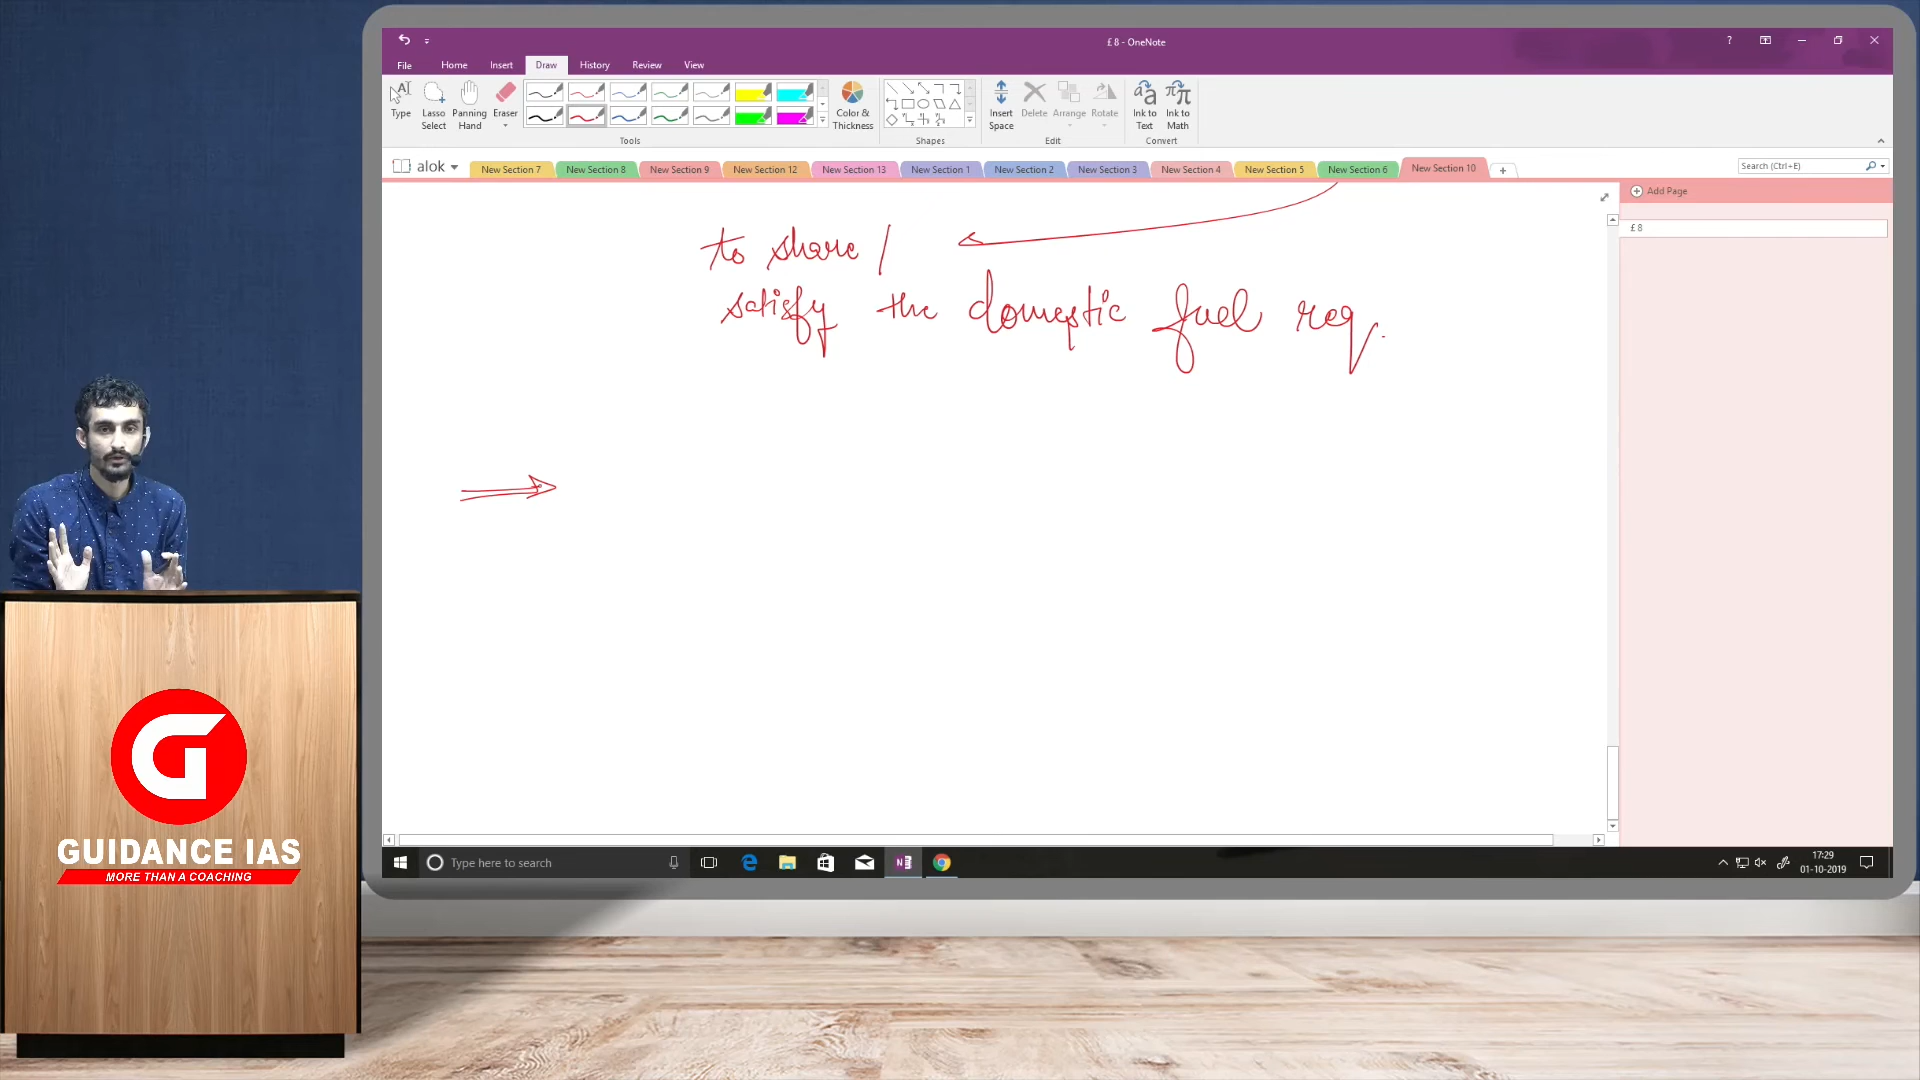 £ 8 - OneNote
?
File
Home
Insert
Draw
History
Review
View
Type
Lasso
Select
Panning
Hand
Eraser
Color &
Thickness
Insert
Space
Delete
Arrange
Rotate
Ink to
Text
Ink to
Math
Tools
Shapes
Edit
Convert
alok
New Section 7
New Section 8
New Section 9
New Section 12
New Section 13
New Section 1
New Section 2
New Section 3
New Section 4
New Section 5
New Section 6
New Section 10
Search (Ctrl+E)
Add Page
£ 8
to share /
satisfy the domestic fuel req.
G
GUIDANCE IAS
MORE THAN A COACHING
Type here to search
17:29
01-10-2019